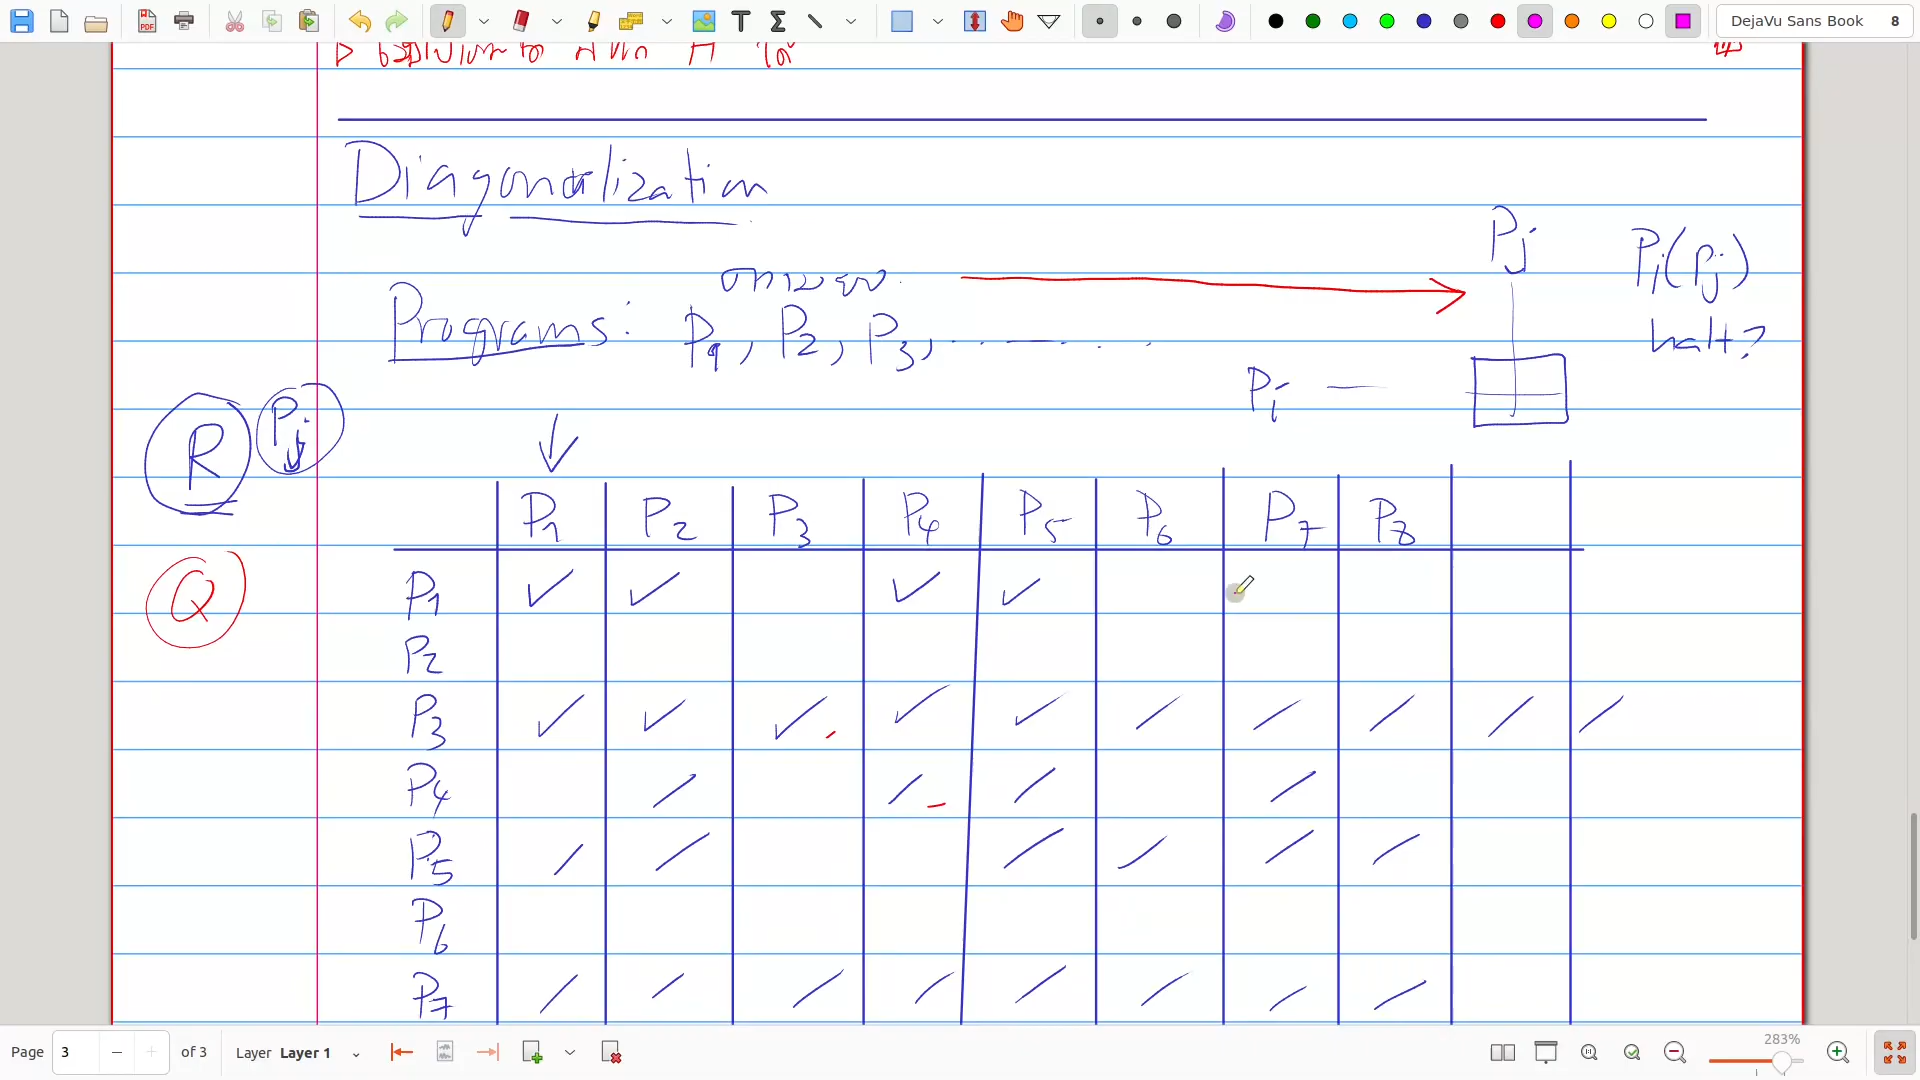 DejaVu Sans Book 8
Diagonalization
Pj Pi(Pj)
Programs: P1, P2, P3, ........
halt?
Pi
R Pj
P1 P2 P3 P4 P5 P6 P7 P8
Q
P1 ✓ ✓ ✓ ✓
P2
P3 ✓ ✓ ✓ ✓ ✓ / / / / /
P4 / / / /
P5 / / / / / /
P6
P7 / / / / / / / /
Page 3 of 3 Layer Layer 1 283%